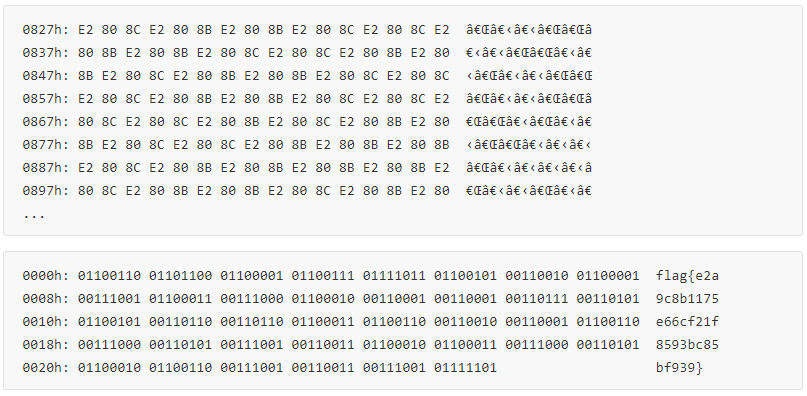 0827h: E2 80 8C E2 80 8B E2 80 8B E2 80 8C E2 80 8C E2  â€Œâ€‹â€‹â€Œâ€Œâ
0837h: 80 8B E2 80 8B E2 80 8C E2 80 8C E2 80 8B E2 80  €‹â€‹â€Œâ€Œâ€‹â€
0847h: 8B E2 80 8C E2 80 8B E2 80 8B E2 80 8C E2 80 8C  ‹â€Œâ€‹â€‹â€Œâ€Œ
0857h: E2 80 8C E2 80 8B E2 80 8B E2 80 8C E2 80 8C E2  â€Œâ€‹â€‹â€Œâ€Œâ
0867h: 80 8C E2 80 8C E2 80 8B E2 80 8C E2 80 8B E2 80  €Œâ€Œâ€‹â€Œâ€‹â€
0877h: 8B E2 80 8C E2 80 8C E2 80 8B E2 80 8B E2 80 8B  ‹â€Œâ€Œâ€‹â€‹â€‹
0887h: E2 80 8C E2 80 8B E2 80 8B E2 80 8B E2 80 8B E2  â€Œâ€‹â€‹â€‹â€‹â
0897h: 80 8C E2 80 8B E2 80 8B E2 80 8C E2 80 8B E2 80  €Œâ€‹â€‹â€Œâ€‹â€
...
0000h: 01100110 01101100 01100001 01100111 01111011 01100101 00110010 01100001  flag{e2a
0008h: 00111001 01100011 00111000 01100010 00110001 00110001 00110111 00110101  9c8b1175
0010h: 01100101 00110110 00110110 01100011 01100110 00110010 00110001 01100110  e66cf21f
0018h: 00111000 00110101 00111001 00110011 01100010 01100011 00111000 00110101  8593bc85
0020h: 01100010 01100110 00111001 00110011 00111001 01111101  bf939}